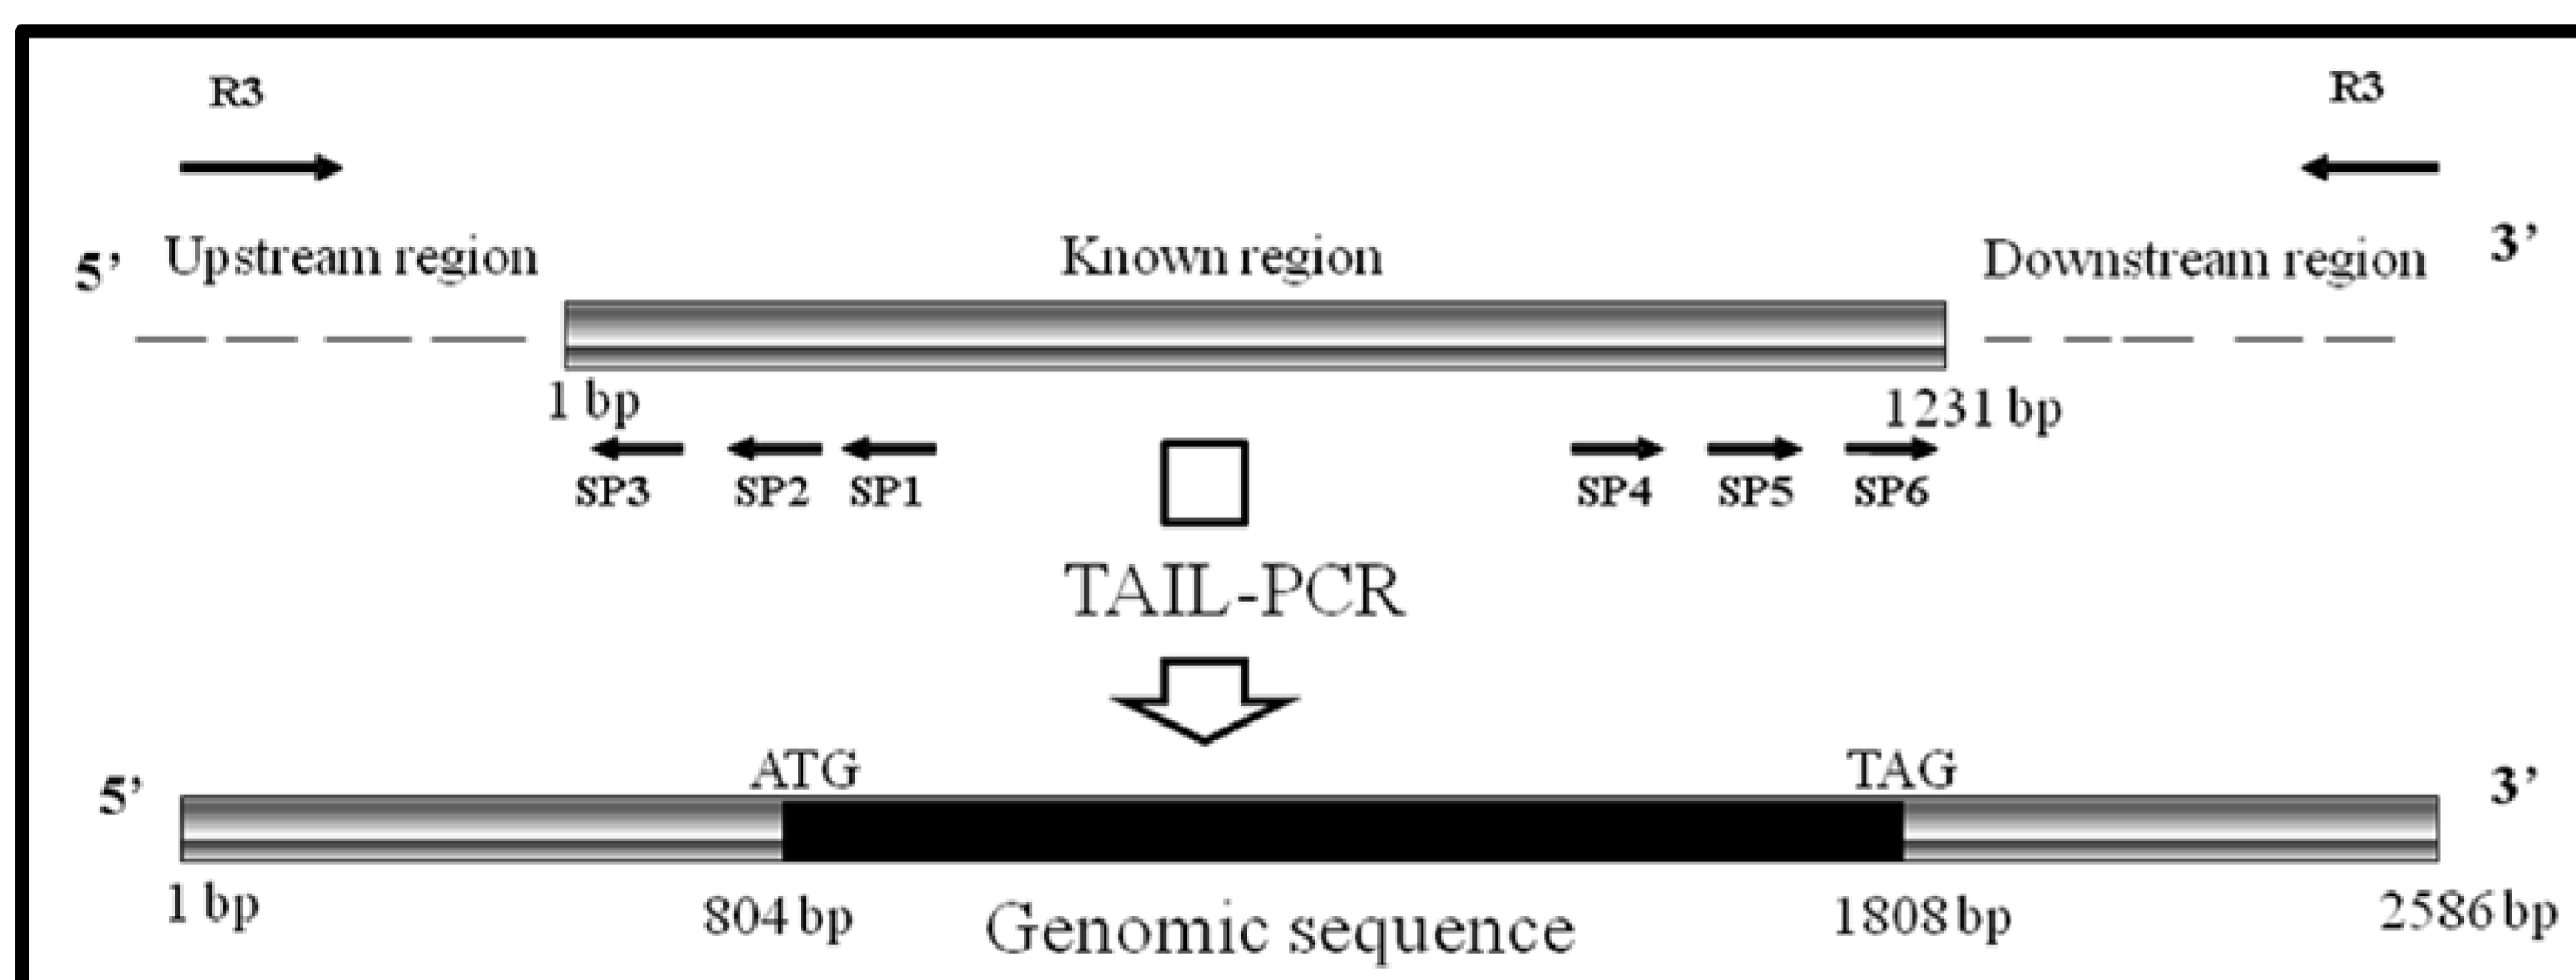 R3 R3
5’ Upstream region Known region Downstream region 3’
1 bp 1231 bp
SP3 SP2 SP1 SP4 SP5 SP6
TAIL-PCR
ATG TAG
5’ 3’
1 bp 804 bp Genomic sequence 1808 bp 2586 bp